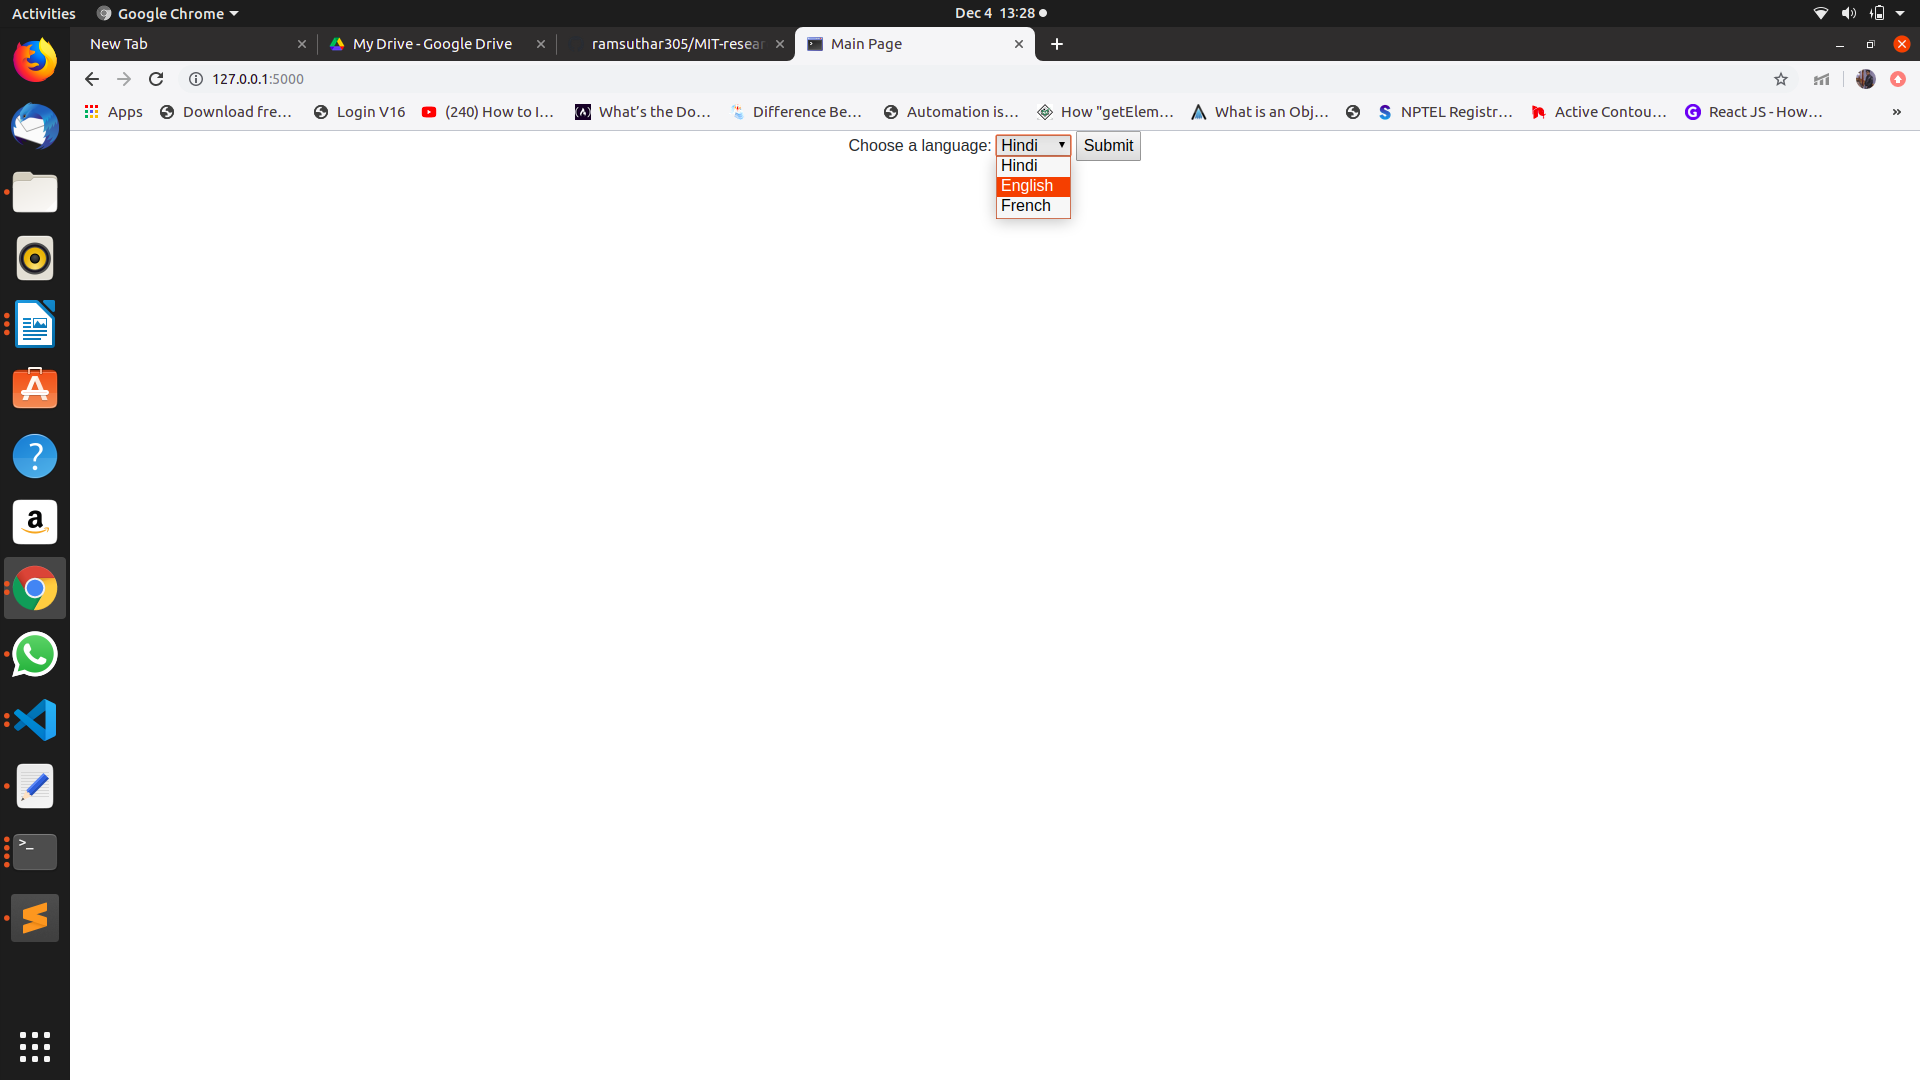 Activities Google Chrome Dec 4 13:28
New Tab My Drive - Google Drive ramsuthar305/MIT-resear Main Page
127.0.0.1:5000
Apps Download fre... Login V16 (240) How to I... What's the Do... Difference Be... Automation is... How "getElem... What is an Obj... NPTEL Registr... Active Contou... React JS - How... »
Choose a language: Hindi Submit
Hindi
English
French